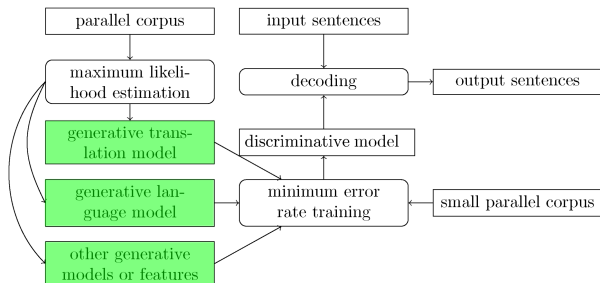 parallel corpus
input sentences
maximum likeli-
hood estimation
decoding
output sentences
generative trans-
lation model
discriminative model
generative lan-
guage model
minimum error
rate training
small parallel corpus
other generative
models or features